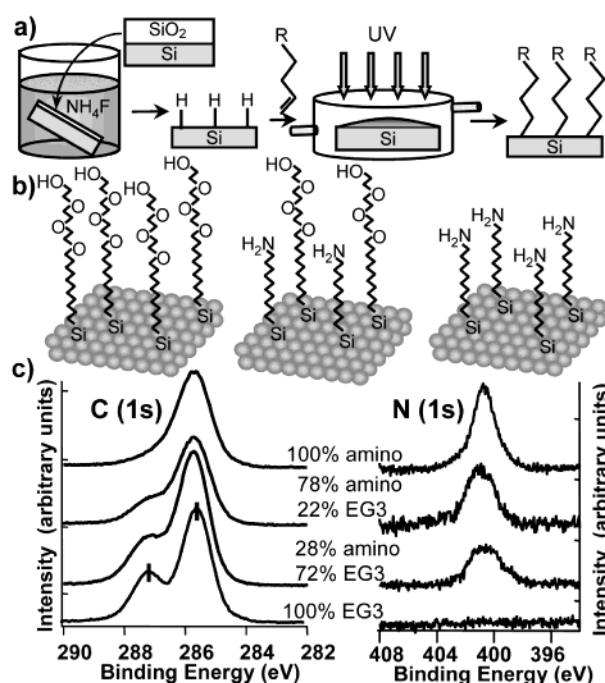 a)
SiO₂
Si
NH₄F
H H H
Si
R
UV
Si
R R R
Si
b)
HO HO HO HO
O O O O
O O O O
O O O O
Si Si Si Si
HO HO
O O
O O
O O
H₂N H₂N
Si Si Si Si
H₂N H₂N H₂N H₂N
Si Si Si Si
c)
C (1s)
N (1s)
100% amino
78% amino
22% EG3
28% amino
72% EG3
100% EG3
Intensity (arbitrary units)
290 288 286 284 282
Binding Energy (eV)
Intensity (arbitrary units)
408 404 400 396
Binding Energy (eV)